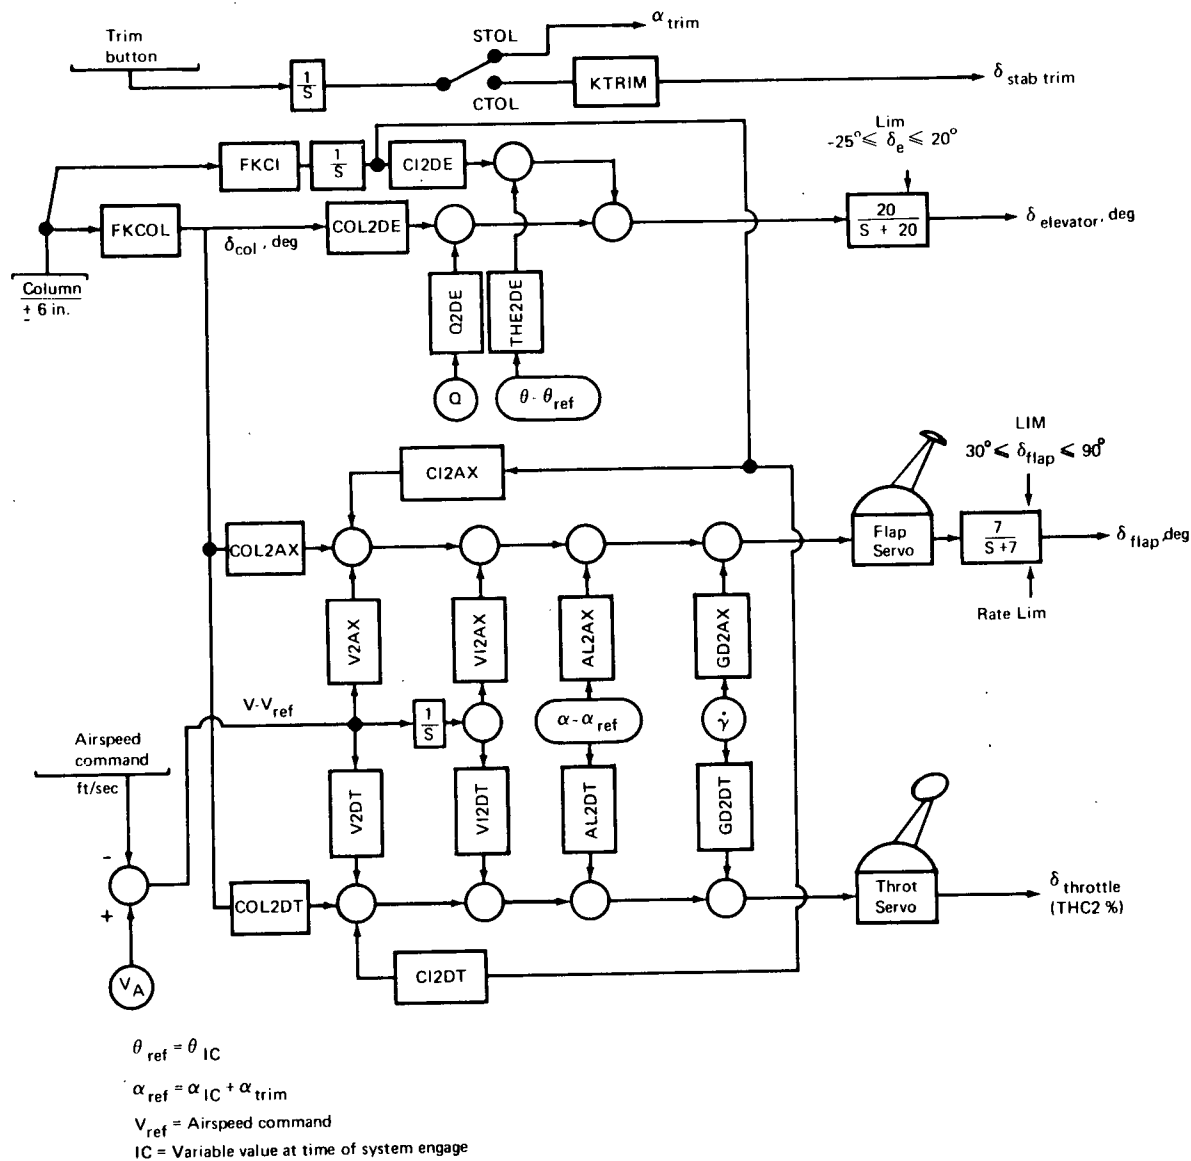 α trim
Trim
button
STOL
1
S
KTRIM
δ stab trim
CTOL
Lim
-25° ≤ δe ≤ 20°
FKCI
1
S
CI2DE
FKCOL
COL2DE
20
S + 20
δ elevator, deg
δcol, deg
Column
± 6 in.
Q2DE
THE2DE
Q
θ - θref
LIM
30° ≤ δflap ≤ 90°
CI2AX
COL2AX
Flap
Servo
7
S +7
δ flap,deg
V2AX
VI2AX
AL2AX
GD2AX
Rate Lim
V-Vref
1
S
α-αref
γ̇
Airspeed
command
ft/sec
V2DT
VI2DT
AL2DT
GD2DT
-
+
COL2DT
Throt
Servo
δ throttle
(THC2 %)
CI2DT
VA
θref = θIC
αref = αIC + αtrim
Vref = Airspeed command
IC = Variable value at time of system engage